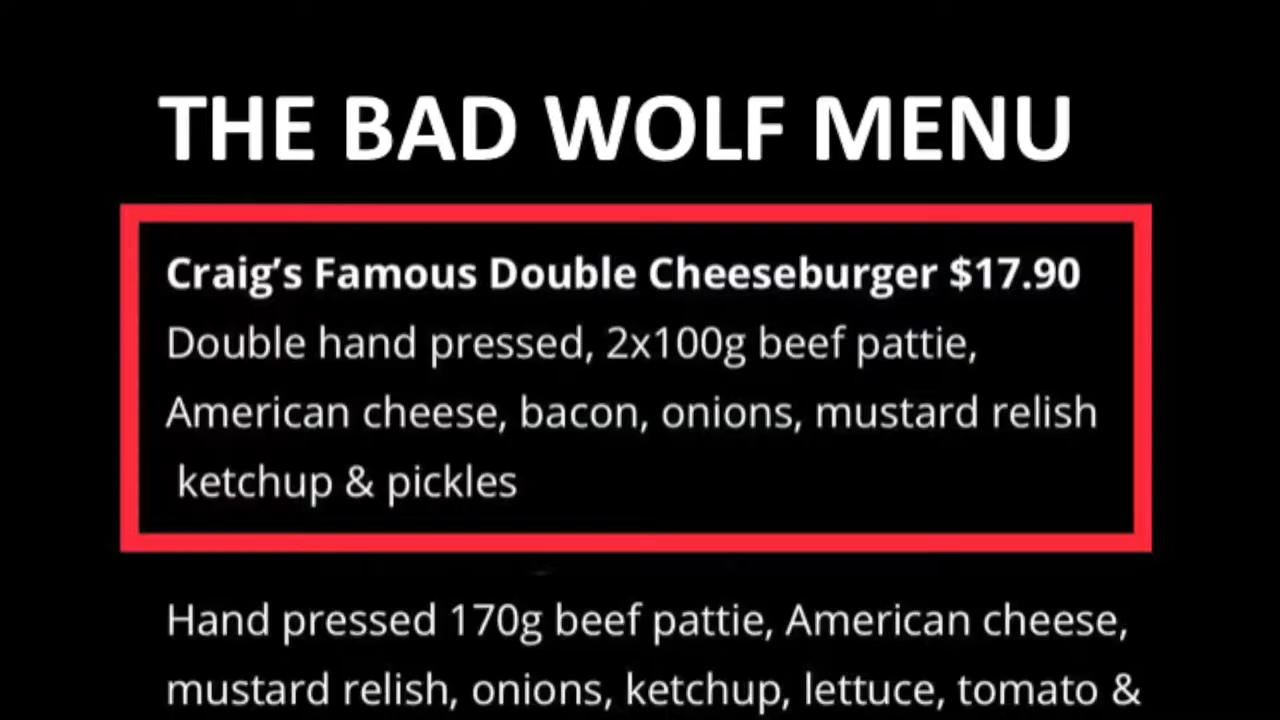 THE BAD WOLF MENU
Craig’s Famous Double Cheeseburger $17.90
Double hand pressed, 2x100g beef pattie,
American cheese, bacon, onions, mustard relish
ketchup & pickles
Hand pressed 170g beef pattie, American cheese,
mustard relish, onions, ketchup, lettuce, tomato &